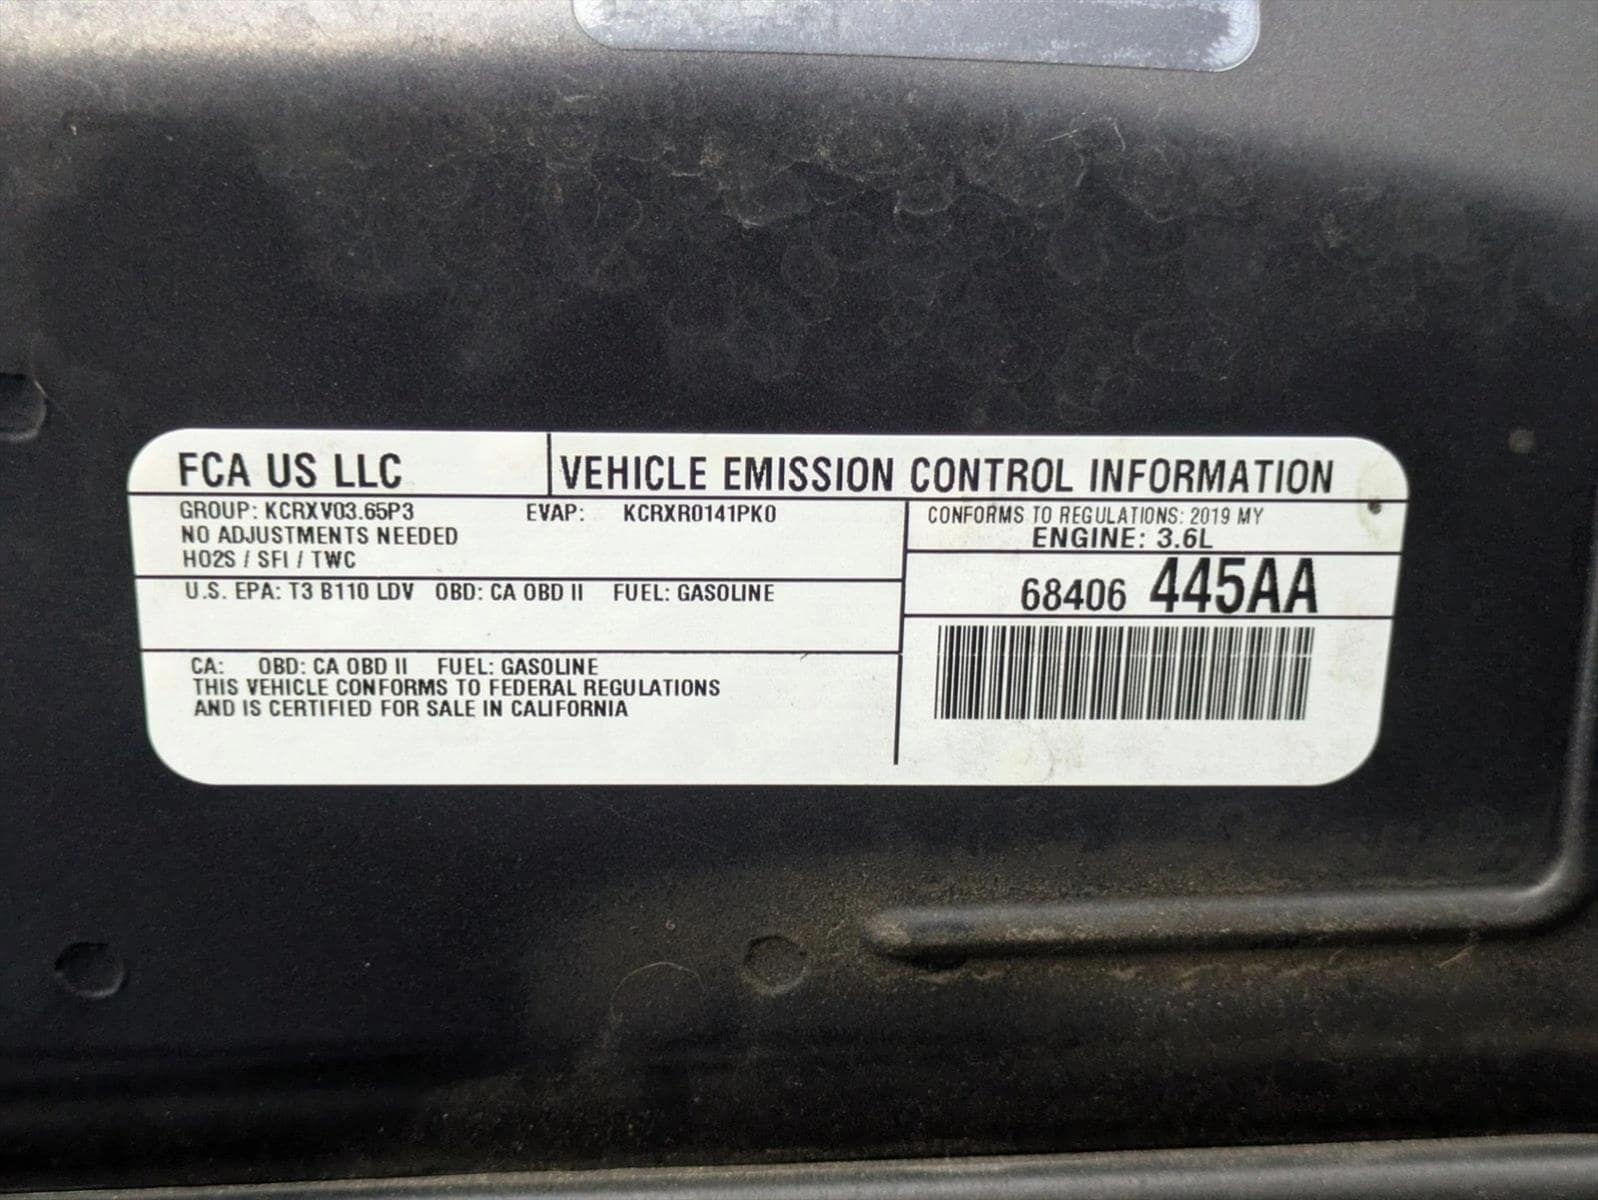 FCA US LLC
VEHICLE EMISSION CONTROL INFORMATION
GROUP: KCRXV03.65P3 EVAP: KCRXR0141PK0
NO ADJUSTMENTS NEEDED
HO2S / SFI / TWC
U.S. EPA: T3 B110 LDV OBD: CA OBD II FUEL: GASOLINE
CA: OBD: CA OBD II FUEL: GASOLINE
THIS VEHICLE CONFORMS TO FEDERAL REGULATIONS
AND IS CERTIFIED FOR SALE IN CALIFORNIA
CONFORMS TO REGULATIONS: 2019 MY
ENGINE: 3.6L
68406 445AA